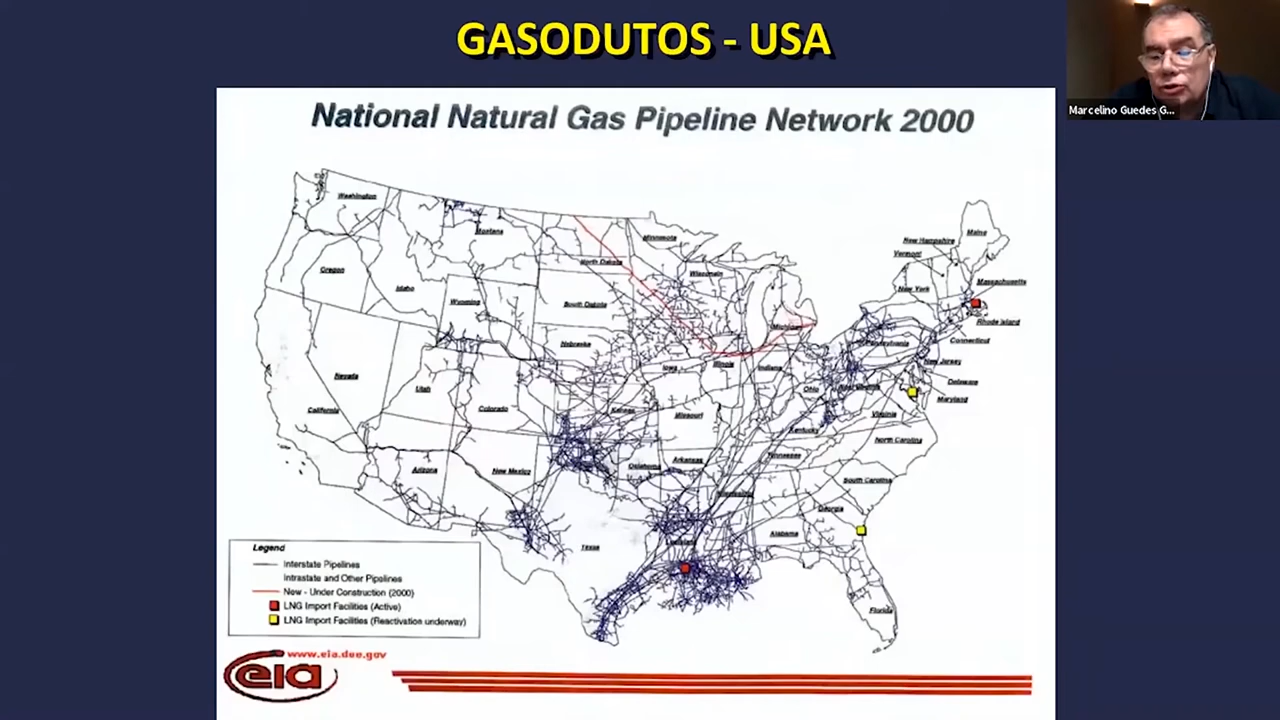 GASODUTOS - USA
Marcelino Guedes G...
National Natural Gas Pipeline Network 2000
Washington
Montana
Minnesota
Maine
New Hampshire
Vermont
Oregon
North Dakota
Wisconsin
Massachusetts
Idaho
New York
Wyoming
South Dakota
Michigan
Rhode Island
Connecticut
Nebraska
Pennsylvania
Iowa
Illinois
Indiana
New Jersey
Nevada
Utah
Ohio
Delaware
Maryland
California
Colorado
Kansas
Missouri
Virginia
Kentucky
North Carolina
Tennessee
Arizona
New Mexico
Oklahoma
Arkansas
South Carolina
Georgia
Texas
Alabama
Florida
Legend
Interstate Pipelines
Intrastate and Other Pipelines
New - Under Construction (2000)
LNG Import Facilities (Active)
LNG Import Facilities (Reactivation underway)
www.eia.doe.gov
eia